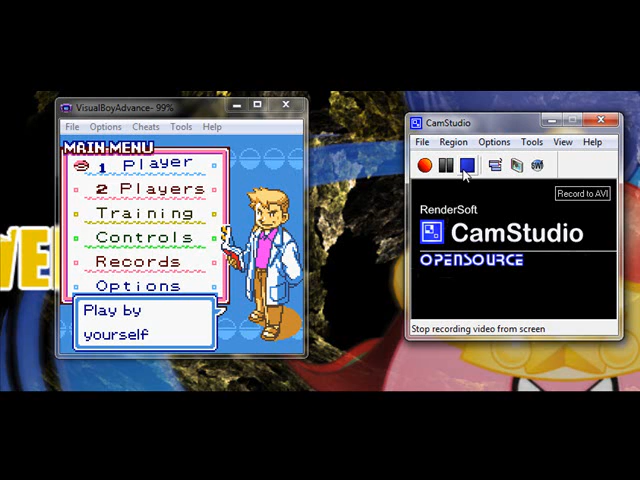 VisualBoyAdvance- 99%
File Options Cheats Tools Help
MAIN MENU
1 Player
2 Players
Training
Controls
Records
Options
Play by
yourself
CamStudio
File Region Options Tools View Help
Record to AVI
RenderSoft
CamStudio
OPENSOURCE
Stop recording video from screen